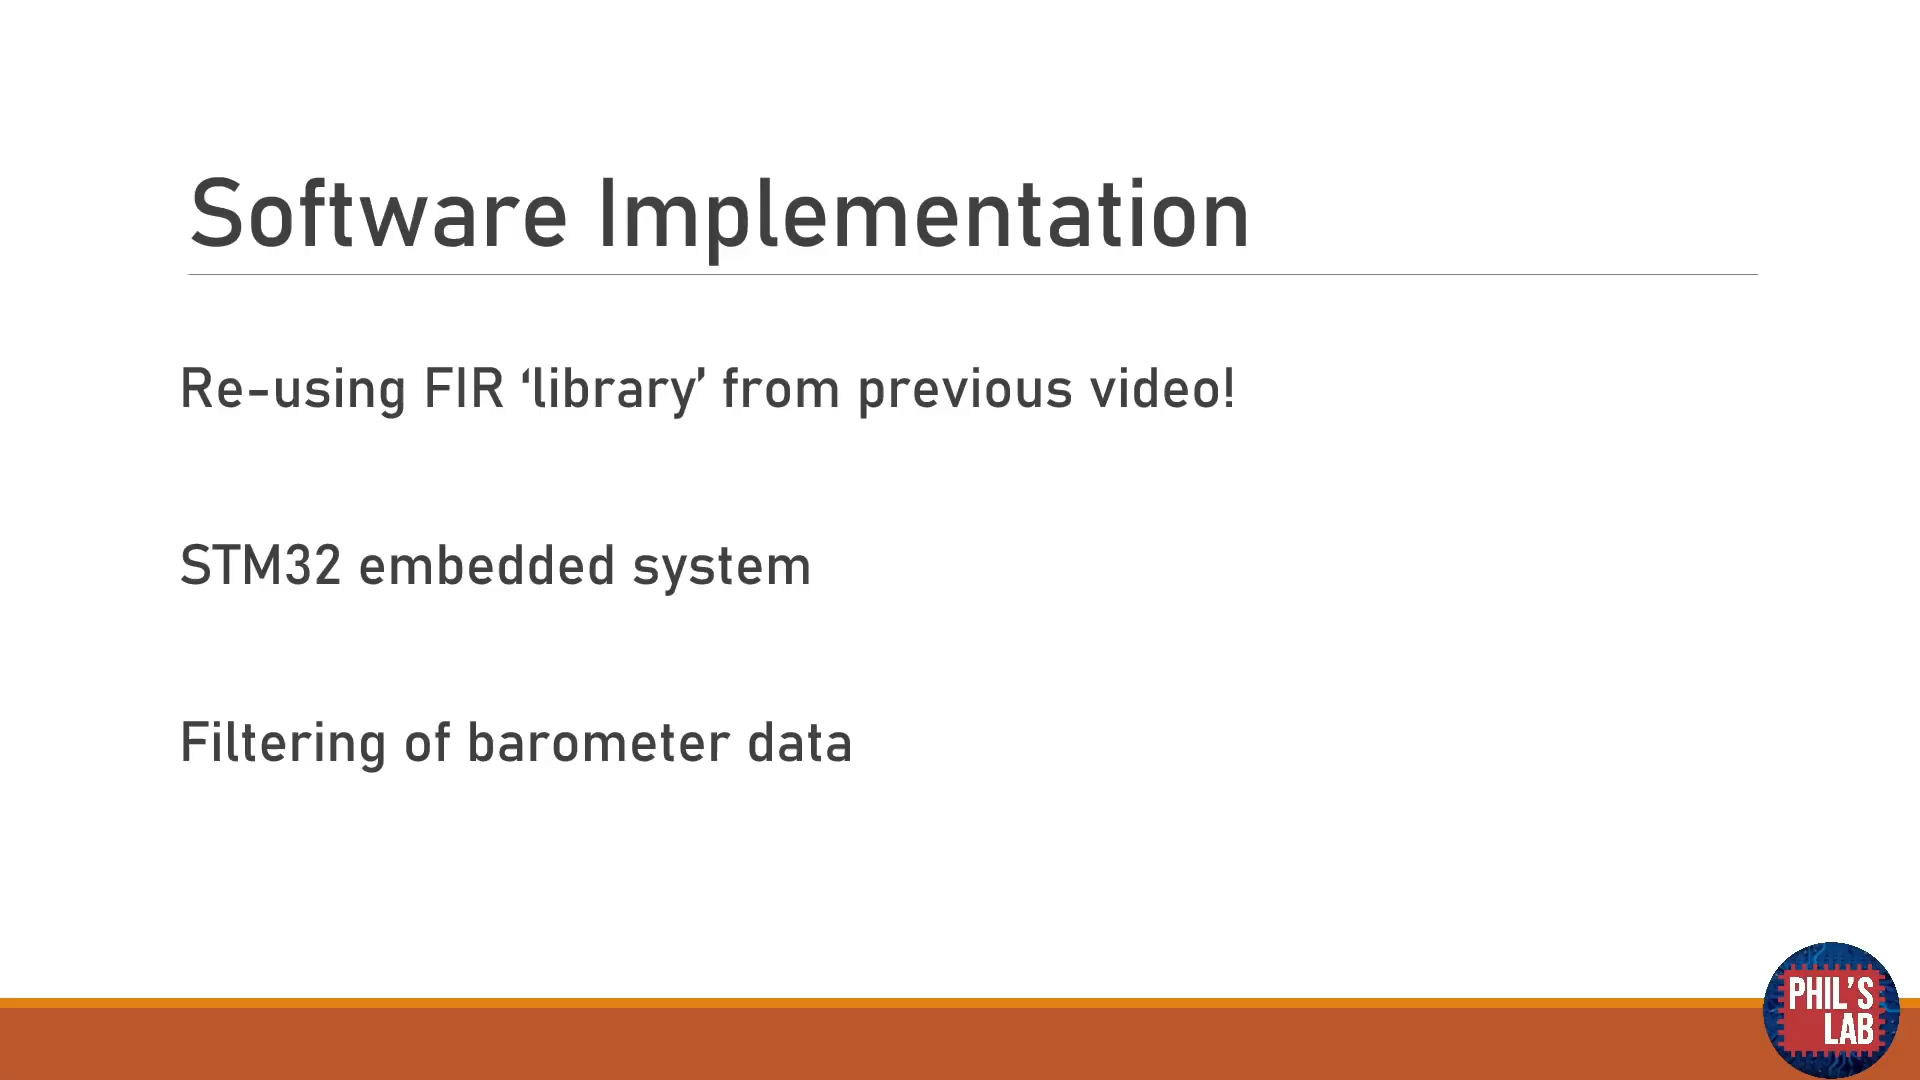 Software Implementation
Re-using FIR ‘library’ from previous video!
STM32 embedded system
Filtering of barometer data
PHIL'S
LAB